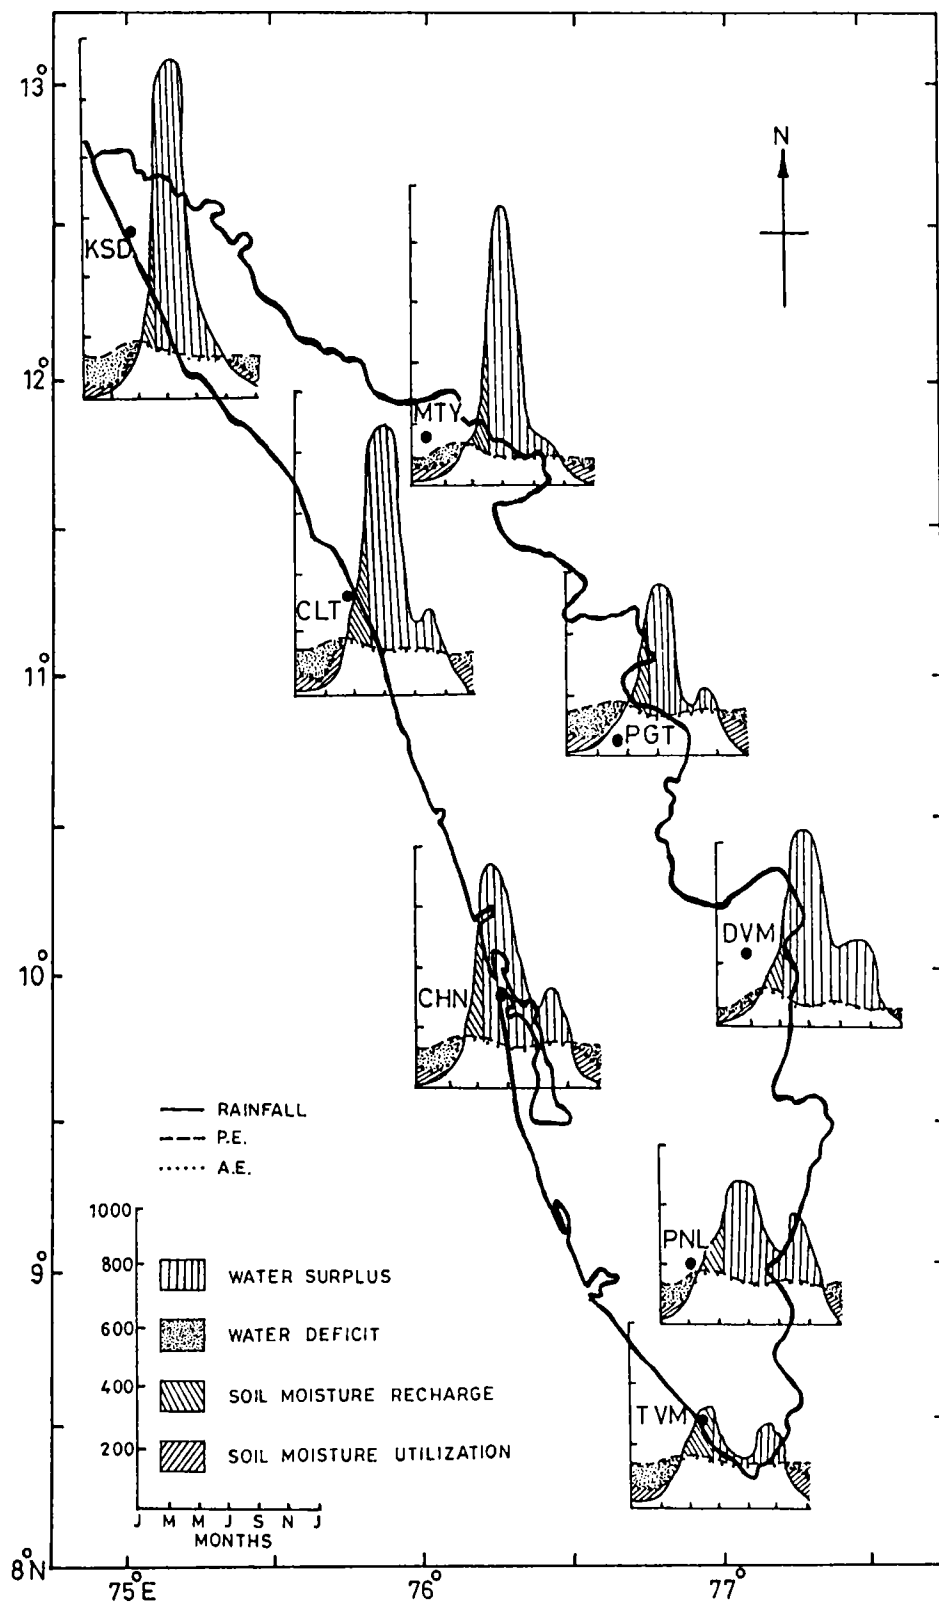 13°
N
KSD
12°
MTY
CLT
11°
PGT
DVM
10°
CHN
RAINFALL
P.E.
A.E.
1000
PNL
9°
800
WATER SURPLUS
600
WATER DEFICIT
400
SOIL MOISTURE RECHARGE
TVM
200
SOIL MOISTURE UTILIZATION
J M M J S N J
MONTHS
8°N
75°E 76° 77°